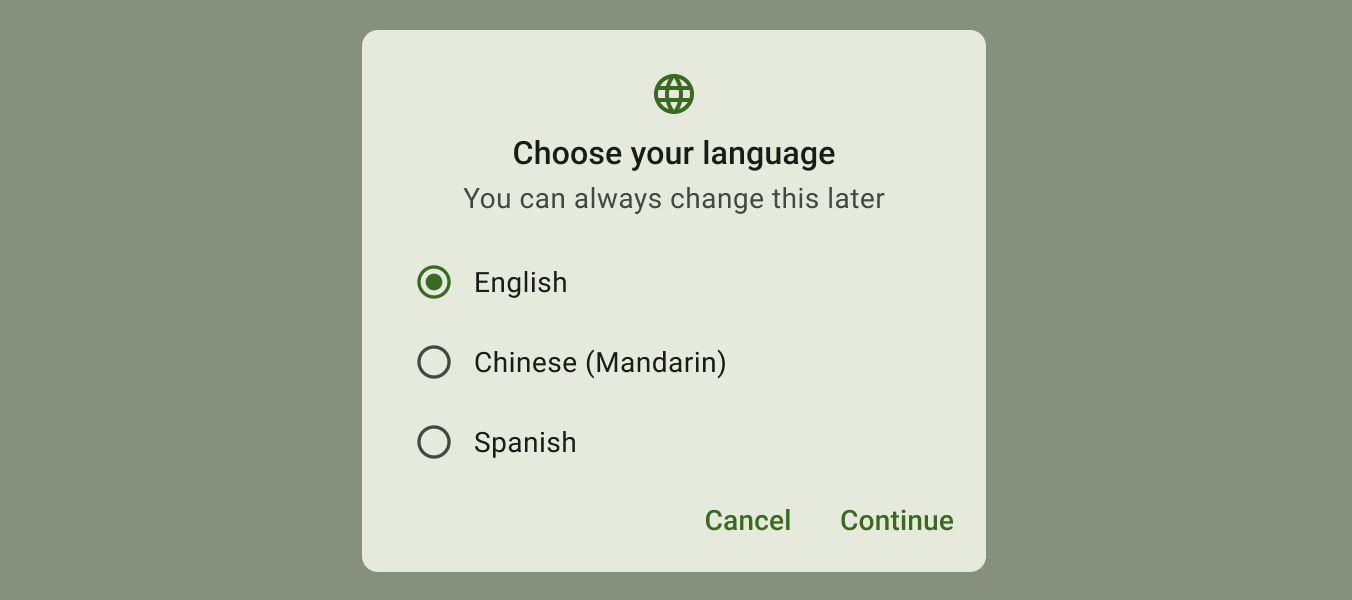 Choose your language
You can always change this later
English
Chinese (Mandarin)
Spanish
Cancel Continue